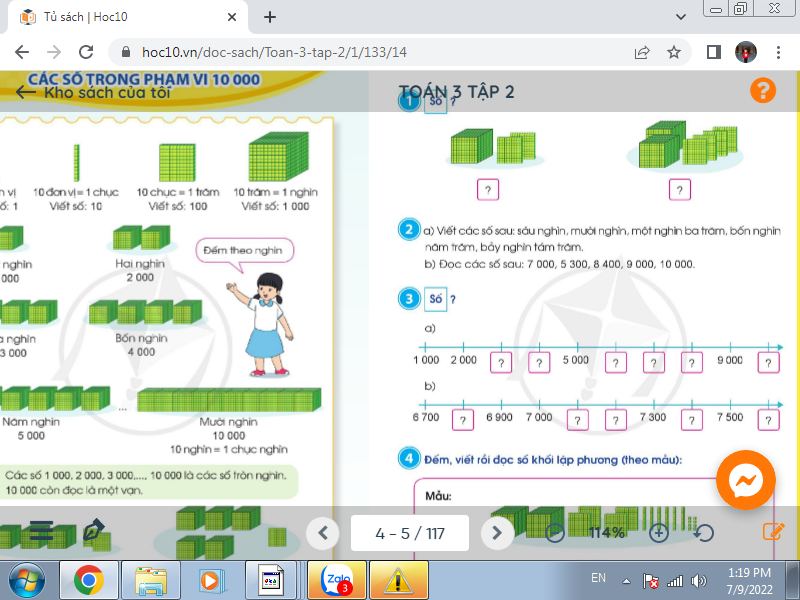 Tủ sách | Hoc10
hoc10.vn/doc-sach/Toan-3-tap-2/1/133/14
CÁC SỐ TRONG PHẠM VI 10 000
Kho sách của tôi
TOÁN 3 TẬP 2
n vị
10 đơn vị = 1 chục
10 chục = 1 trăm
10 trăm = 1 nghìn
ố: 1
Viết số: 10
Viết số: 100
Viết số: 1 000
nghìn
000
Hai nghìn
2 000
Đếm theo nghìn
a nghìn
3 000
Bốn nghìn
4 000
Năm nghìn
5 000
...
Mười nghìn
10 000
10 nghìn = 1 chục nghìn
Các số 1 000, 2 000, 3 000,..., 10 000 là các số tròn nghìn.
10 000 còn đọc là một vạn.
1 Số ?
? ?
2 a) Viết các số sau: sáu nghìn, mười nghìn, một nghìn ba trăm, bốn nghìn
năm trăm, bảy nghìn tám trăm.
b) Đọc các số sau: 7 000, 5 300, 8 400, 9 000, 10 000.
3 Số ?
a)
1 000 2 000 ? ? 5 000 ? ? ? 9 000 ?
b)
6 700 ? 6 900 7 000 ? ? 7 300 ? 7 500 ?
4 Đếm, viết rồi đọc số khối lập phương (theo mẫu):
Mẫu:
4 - 5 / 117
114%
Zalo
3
EN
1:19 PM
7/9/2022